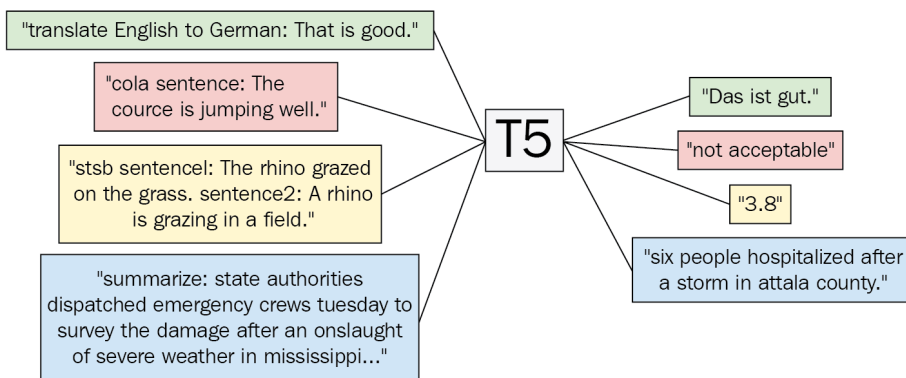 "translate English to German: That is good."
"cola sentence: The
cource is jumping well."
"stsb sentencel: The rhino grazed
on the grass. sentence2: A rhino
is grazing in a field."
"summarize: state authorities
dispatched emergency crews tuesday to
survey the damage after an onslaught
of severe weather in mississippi..."
T5
"Das ist gut."
"not acceptable"
"3.8"
"six people hospitalized after
a storm in attala county."